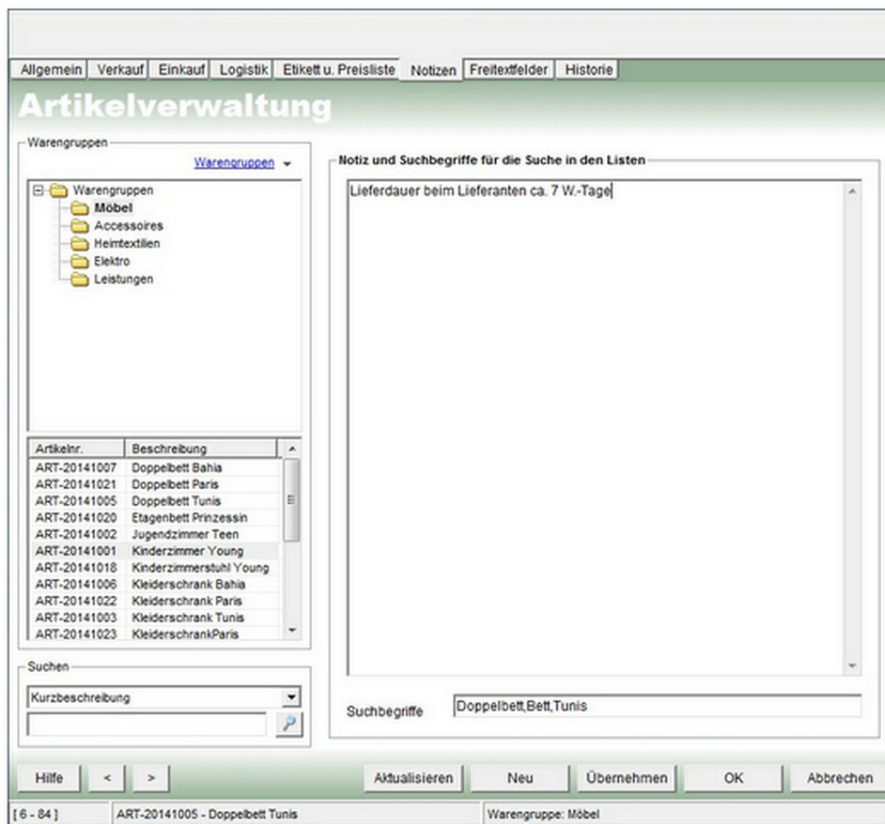 Allgemein Verkauf Einkauf Logistik Etikett u. Preisliste Notizen Freitextfelder Historie
Artikelverwaltung
Warengruppen
Warengruppen
Warengruppen
Möbel
Accessoires
Heimtextilien
Elektro
Leistungen
Artikelnr. Beschreibung
ART-20141007 Doppelbett Bahia
ART-20141021 Doppelbett Paris
ART-20141005 Doppelbett Tunis
ART-20141020 Etagenbett Prinzessin
ART-20141002 Jugendzimmer Teen
ART-20141001 Kinderzimmer Young
ART-20141018 Kinderzimmerstuhl Young
ART-20141006 Kleiderschrank Bahia
ART-20141022 Kleiderschrank Paris
ART-20141003 Kleiderschrank Tunis
ART-20141023 KleiderschrankParis
Suchen
Kurzbeschreibung
Notiz und Suchbegriffe für die Suche in den Listen
Lieferdauer beim Lieferanten ca. 7 W.-Tage
Suchbegriffe Doppelbett,Bett,Tunis
Hilfe < > Aktualisieren Neu Übernehmen OK Abbrechen
[ 6 - 84 ] ART-20141005 - Doppelbett Tunis Warengruppe: Möbel